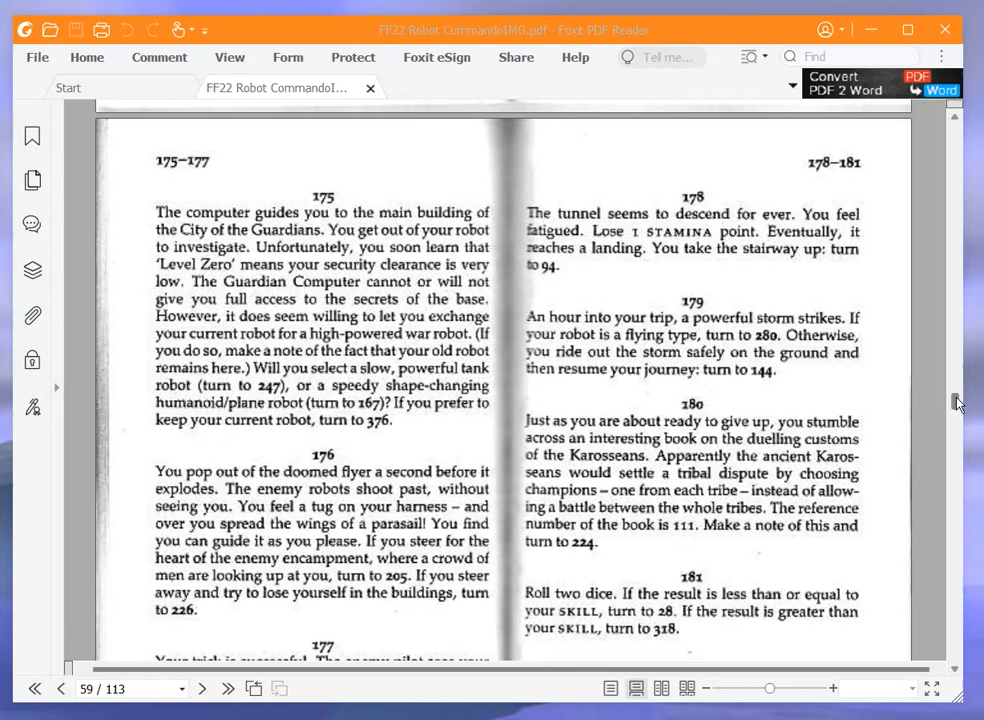 FF22 Robot CommandoIMG.pdf - Foxit PDF Reader
File Home Comment View Form Protect Foxit eSign Share Help Tell me... Find
Start FF22 Robot CommandoI...
Convert PDF
PDF 2 Word Word
175–177
175
The computer guides you to the main building of
the City of the Guardians. You get out of your robot
to investigate. Unfortunately, you soon learn that
'Level Zero' means your security clearance is very
low. The Guardian Computer cannot or will not
give you full access to the secrets of the base.
However, it does seem willing to let you exchange
your current robot for a high-powered war robot. (If
you do so, make a note of the fact that your old robot
remains here.) Will you select a slow, powerful tank
robot (turn to 247), or a speedy shape-changing
humanoid/plane robot (turn to 167)? If you prefer to
keep your current robot, turn to 376.
176
You pop out of the doomed flyer a second before it
explodes. The enemy robots shoot past, without
seeing you. You feel a tug on your harness – and
over you spread the wings of a parasail! You find
you can guide it as you please. If you steer for the
heart of the enemy encampment, where a crowd of
men are looking up at you, turn to 205. If you steer
away and try to lose yourself in the buildings, turn
to 226.
177
Your trick is successful. The enemy pilot sees your
178–181
178
The tunnel seems to descend for ever. You feel
fatigued. Lose 1 STAMINA point. Eventually, it
reaches a landing. You take the stairway up: turn
to 94.
179
An hour into your trip, a powerful storm strikes. If
your robot is a flying type, turn to 280. Otherwise,
you ride out the storm safely on the ground and
then resume your journey: turn to 144.
180
Just as you are about ready to give up, you stumble
across an interesting book on the duelling customs
of the Karosseans. Apparently the ancient Karos-
seans would settle a tribal dispute by choosing
champions – one from each tribe – instead of allow-
ing a battle between the whole tribes. The reference
number of the book is 111. Make a note of this and
turn to 224.
181
Roll two dice. If the result is less than or equal to
your SKILL, turn to 28. If the result is greater than
your SKILL, turn to 318.
59 / 113